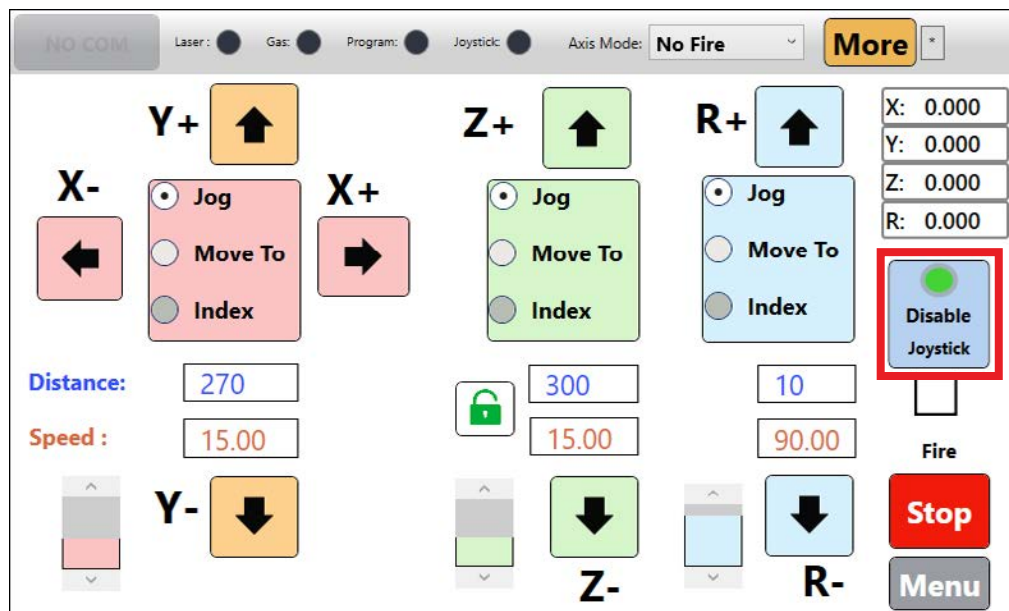 NO COM
Laser :
Gas:
Program:
Joystick:
Axis Mode:
No Fire
More
*
Y+
Z+
R+
X: 0.000
Y: 0.000
Z: 0.000
R: 0.000
X-
X+
Jog
Move To
Index
Jog
Move To
Index
Jog
Move To
Index
Disable
Joystick
Distance:
270
300
10
Speed :
15.00
15.00
90.00
Fire
Y-
Z-
R-
Stop
Menu